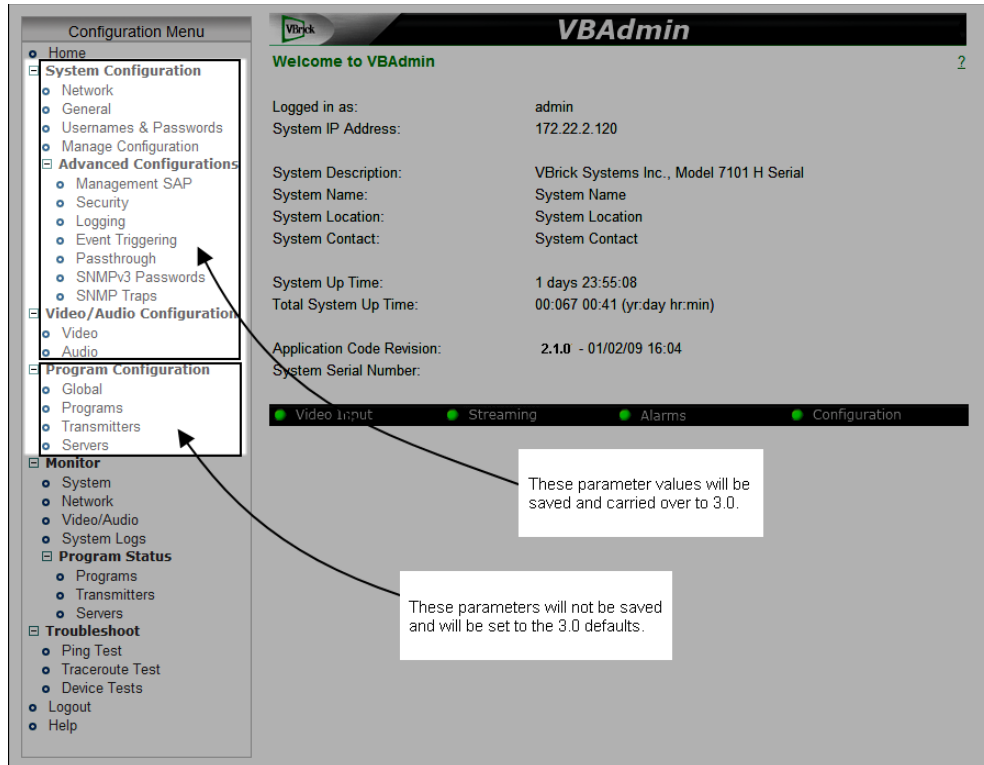 Configuration Menu
Home
System Configuration
Network
General
Usernames & Passwords
Manage Configuration
Advanced Configurations
Management SAP
Security
Logging
Event Triggering
Passthrough
SNMPv3 Passwords
SNMP Traps
Video/Audio Configuration
Video
Audio
Program Configuration
Global
Programs
Transmitters
Servers
Monitor
System
Network
Video/Audio
System Logs
Program Status
Programs
Transmitters
Servers
Troubleshoot
Ping Test
Traceroute Test
Device Tests
Logout
Help
VBrick
VBAdmin
Welcome to VBAdmin ?
Logged in as: admin
System IP Address: 172.22.2.120
System Description: VBrick Systems Inc., Model 7101 H Serial
System Name: System Name
System Location: System Location
System Contact: System Contact
System Up Time: 1 days 23:55:08
Total System Up Time: 00:067 00:41 (yr:day hr:min)
Application Code Revision: 2.1.0 - 01/02/09 16:04
System Serial Number:
Video Input Streaming Alarms Configuration
These parameter values will be
saved and carried over to 3.0.
These parameters will not be saved
and will be set to the 3.0 defaults.